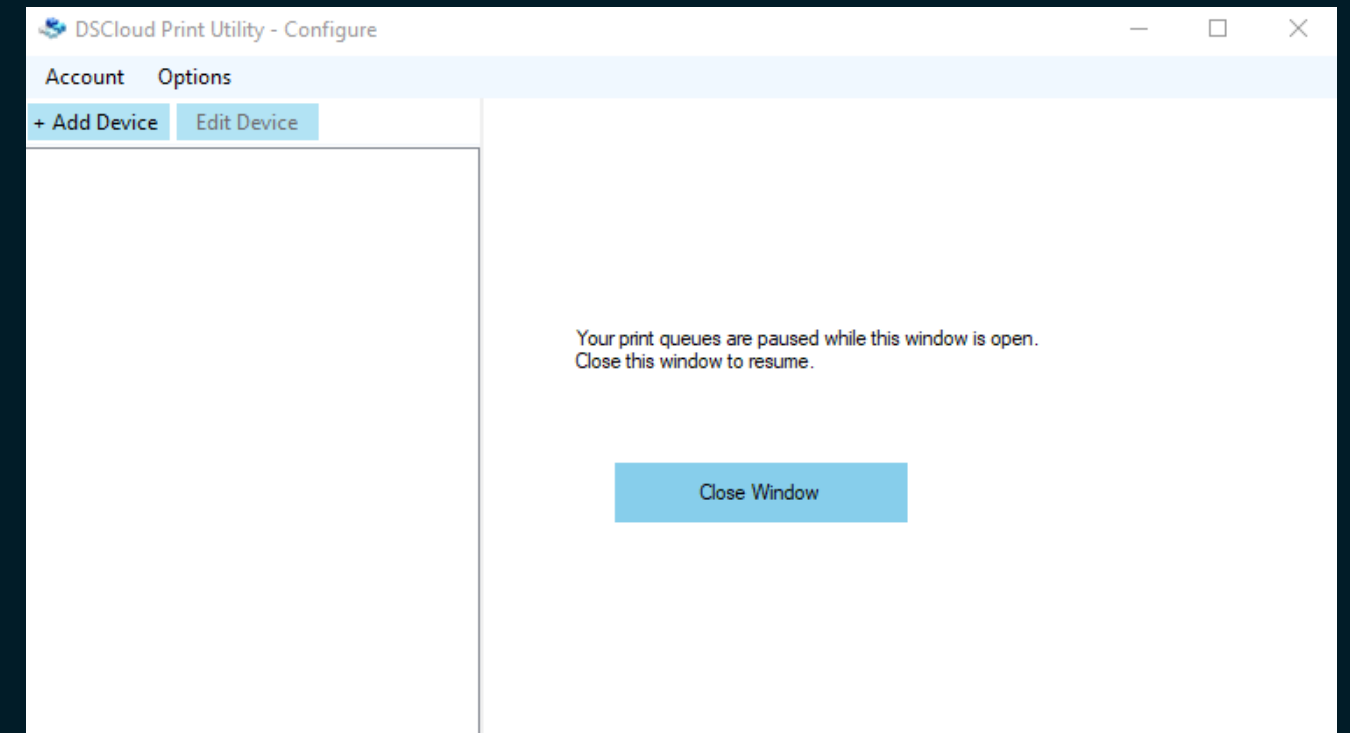 DSCloud Print Utility - Configure
Account Options
+ Add Device Edit Device
Your print queues are paused while this window is open.
Close this window to resume.
Close Window